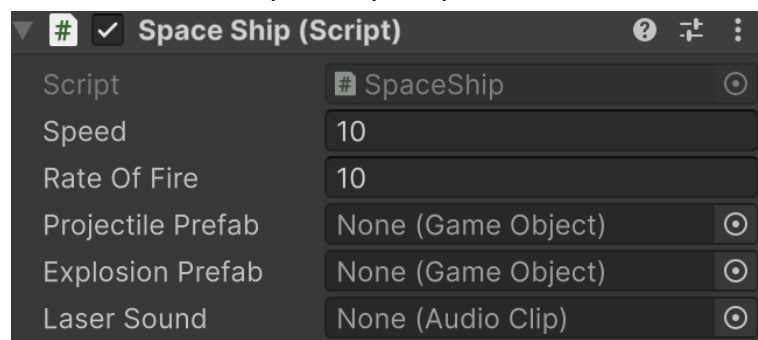 # Space Ship (Script)
Script # SpaceShip
Speed 10
Rate Of Fire 10
Projectile Prefab None (Game Object)
Explosion Prefab None (Game Object)
Laser Sound None (Audio Clip)